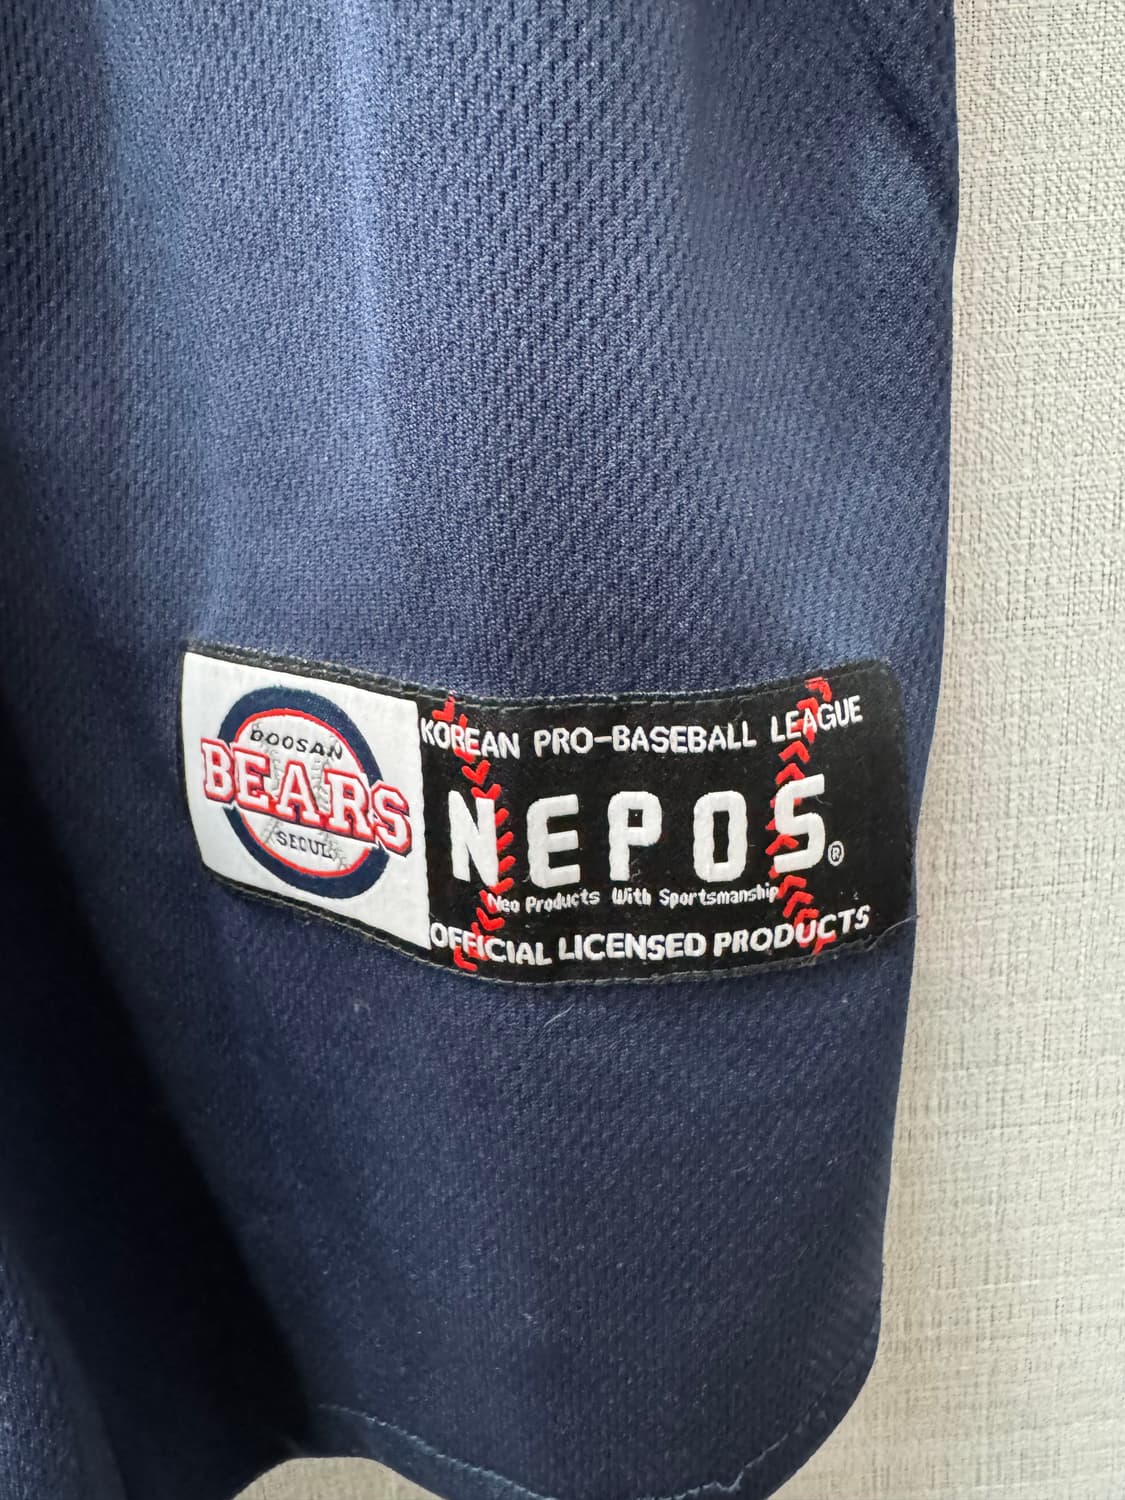 DOOSAN
BEARS
SEOUL
KOREAN PRO-BASEBALL LEAGUE
NEPOS®
Neo Products With Sportsmanship
OFFICIAL LICENSED PRODUCTS